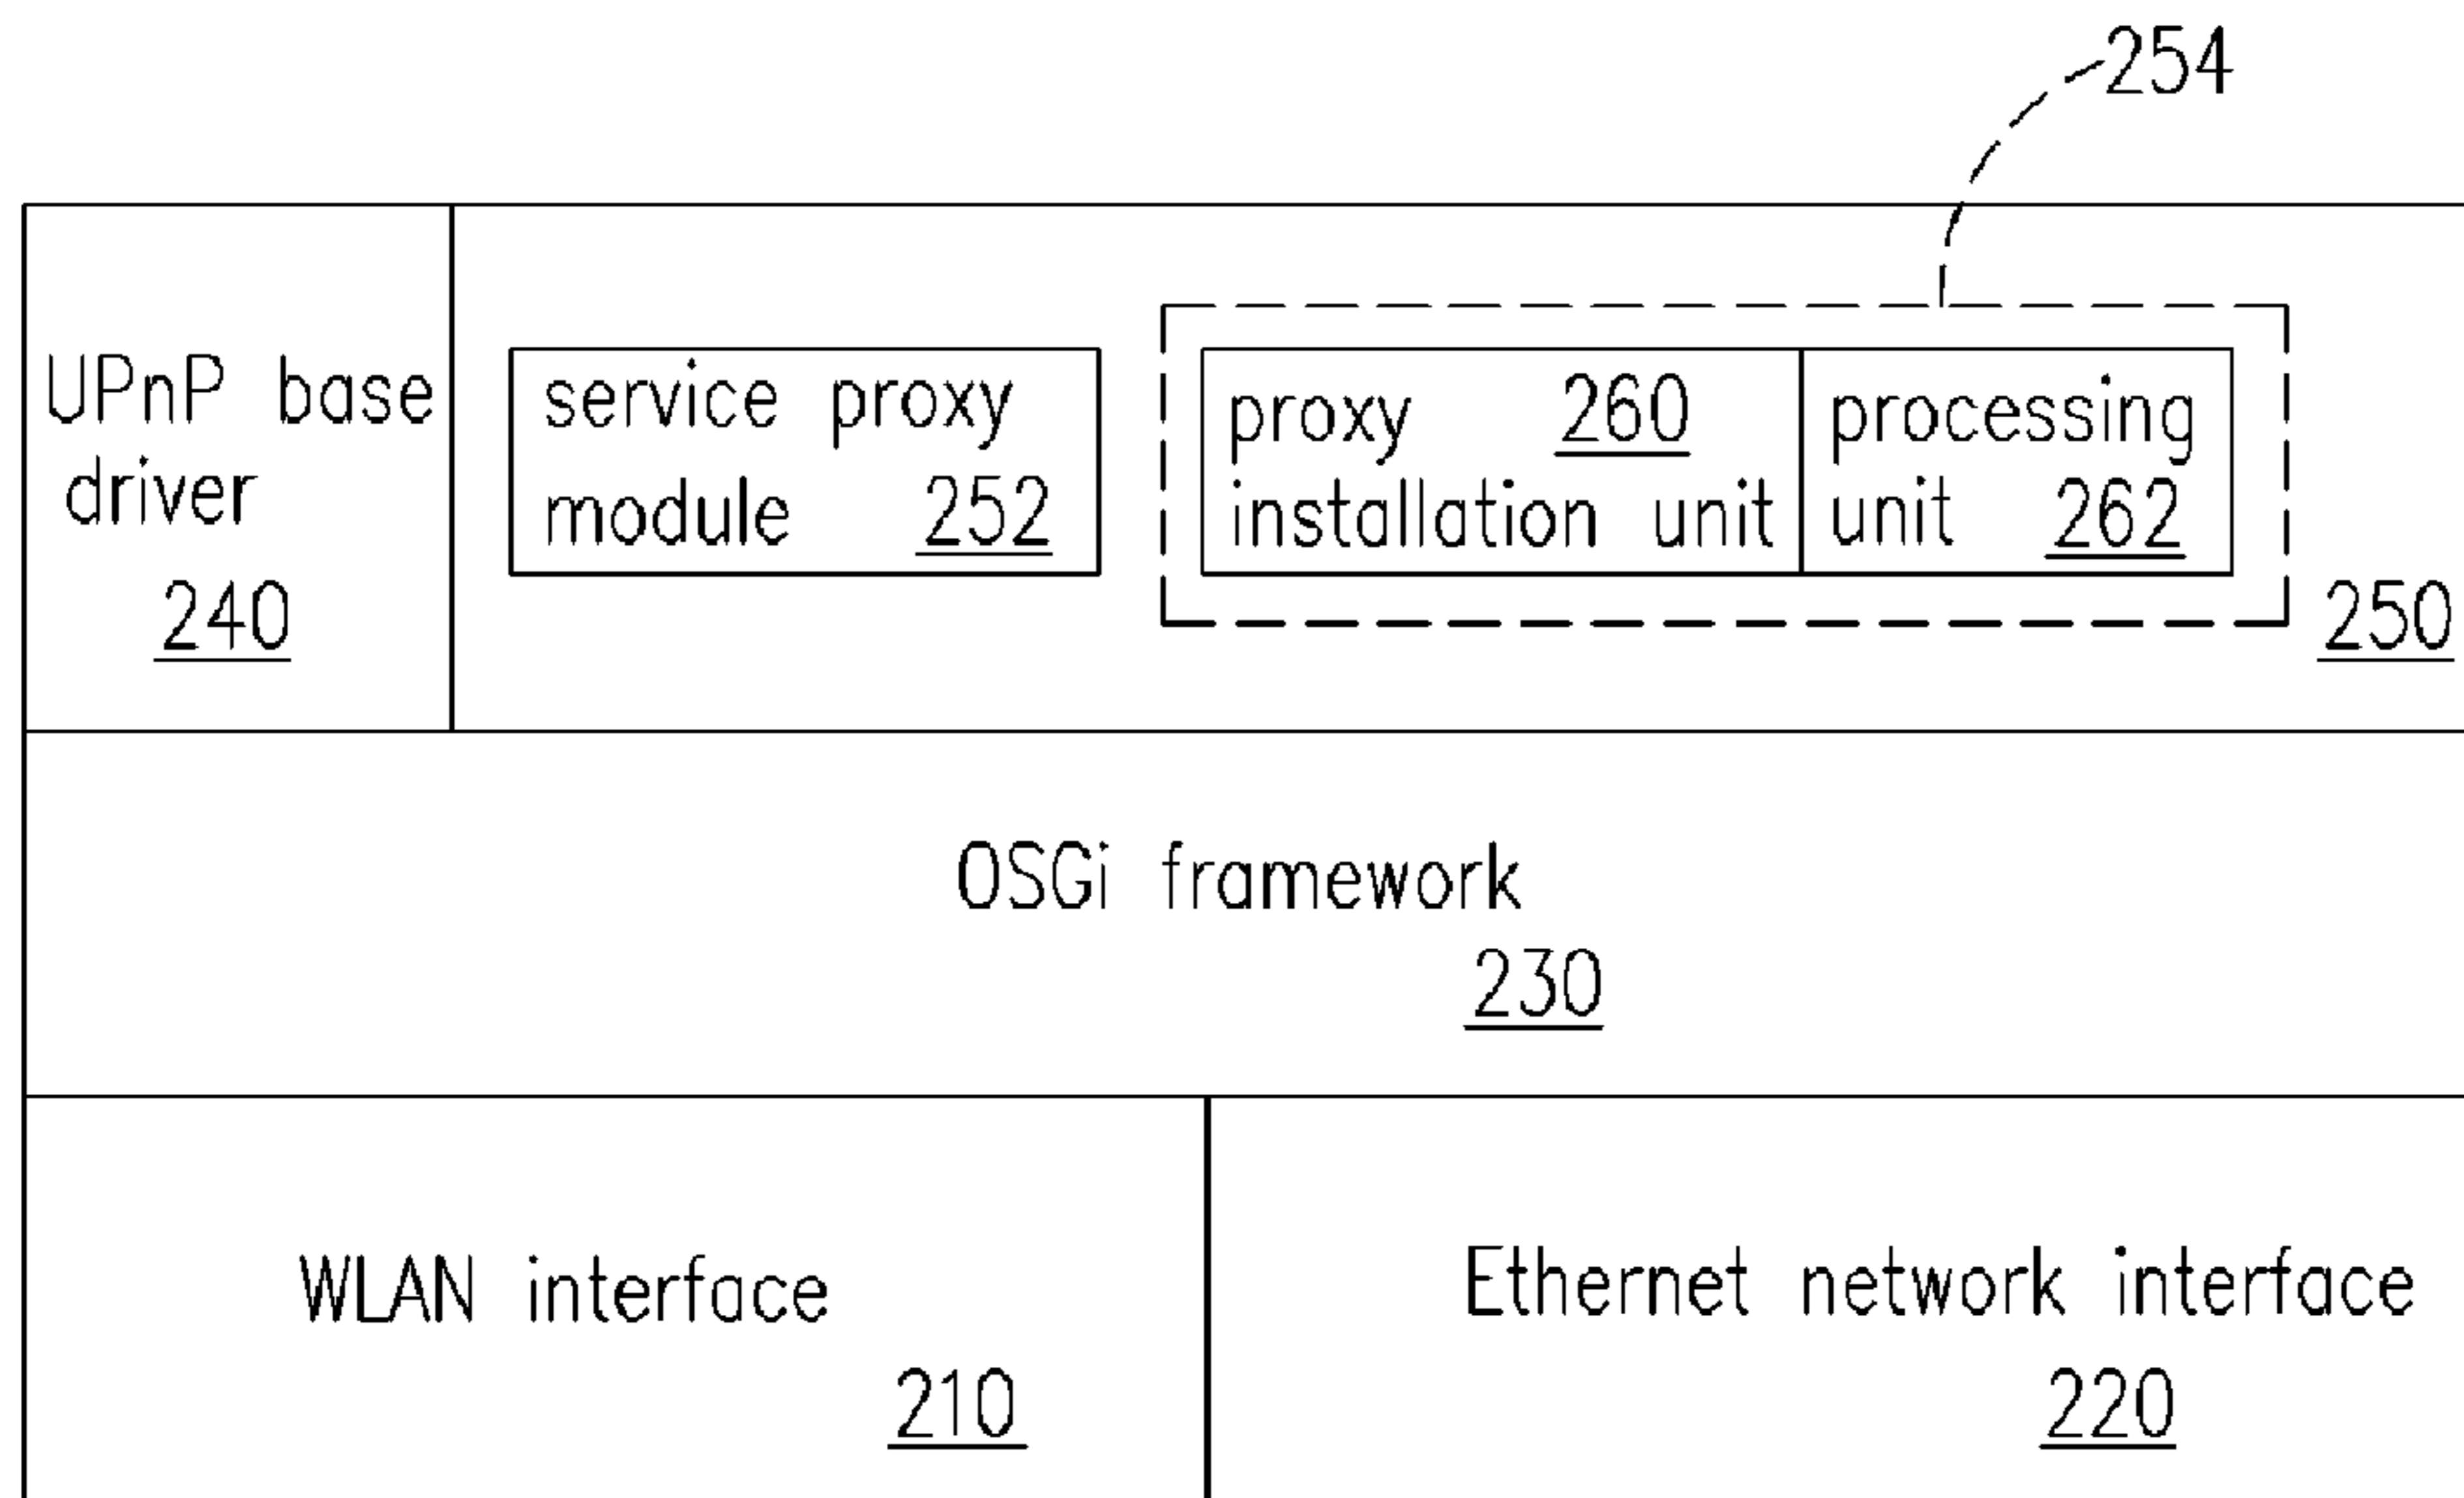 254
UPnP base
driver
240
service proxy
module 252
proxy 260
installation unit
processing
unit 262
250
OSGi framework
230
WLAN interface
210
Ethernet network interface
220